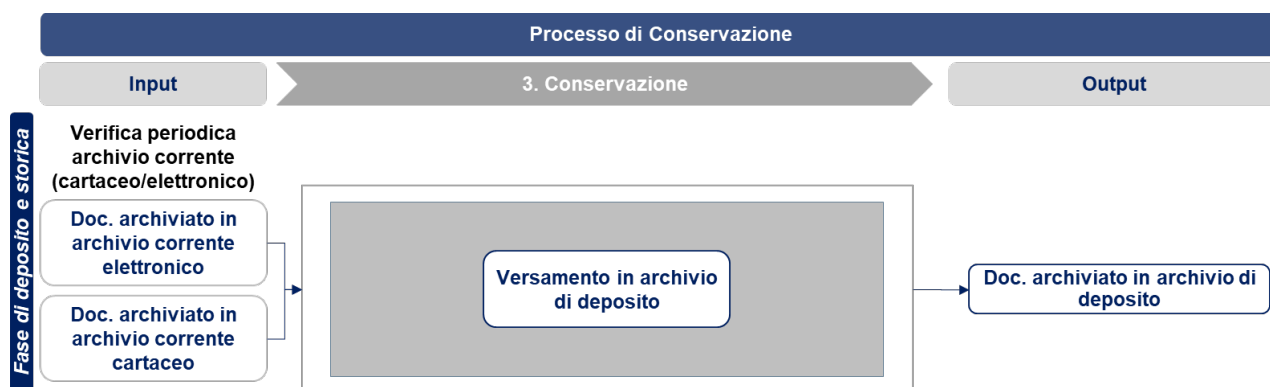 Processo di Conservazione
Input
3. Conservazione
Output
Fase di deposito e storica
Verifica periodica
archivio corrente
(cartaceo/elettronico)
Doc. archiviato in
archivio corrente
elettronico
Doc. archiviato in
archivio corrente
cartaceo
Versamento in archivio
di deposito
Doc. archiviato in archivio di
deposito